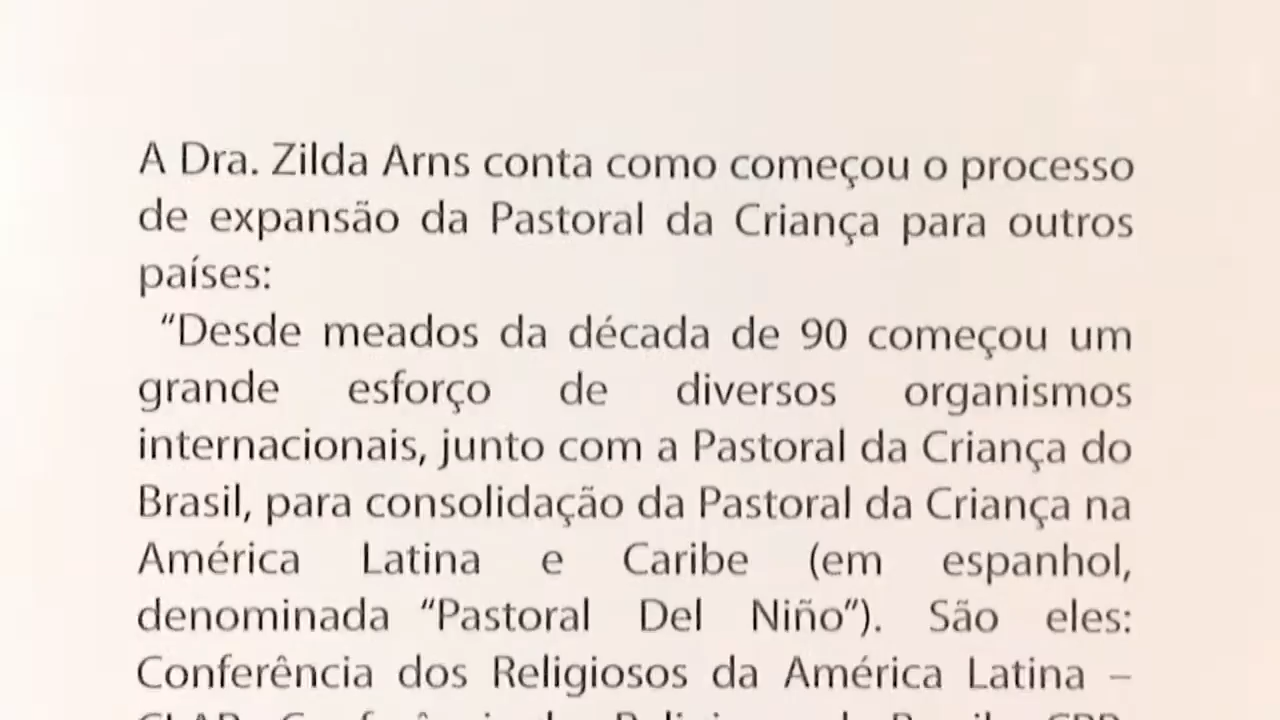 A Dra. Zilda Arns conta como começou o processo
de expansão da Pastoral da Criança para outros
países:
“Desde meados da década de 90 começou um
grande esforço de diversos organismos
internacionais, junto com a Pastoral da Criança do
Brasil, para consolidação da Pastoral da Criança na
América Latina e Caribe (em espanhol,
denominada “Pastoral Del Niño”). São eles:
Conferência dos Religiosos da América Latina –